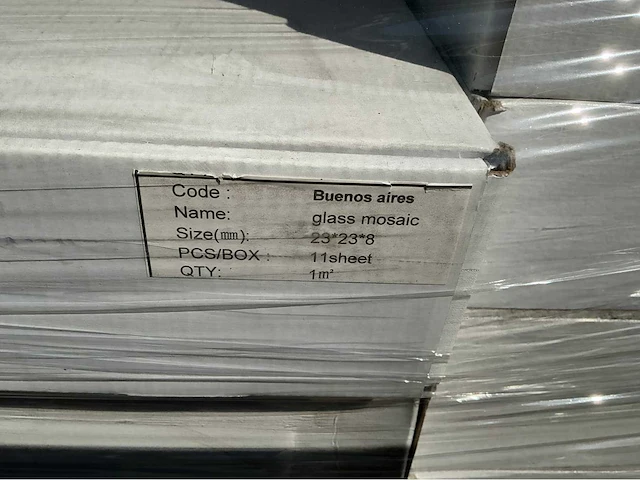 Code : Buenos aires
Name: glass mosaic
Size(mm): 23*23*8
PCS/BOX : 11sheet
QTY: 1m²